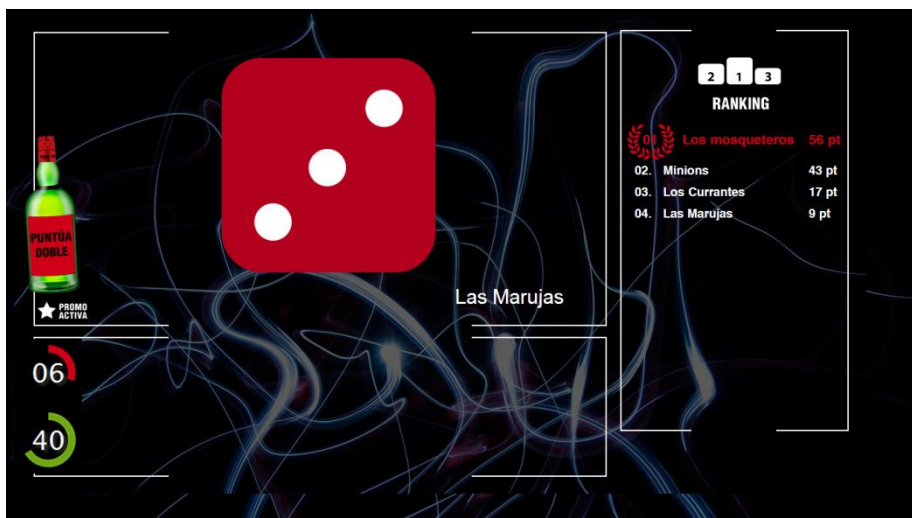 PUNTÚA
DOBLE
PROMO
ACTIVA
Las Marujas
06
40
2 1 3
RANKING
01 Los mosqueteros 56 pt
02. Minions 43 pt
03. Los Currantes 17 pt
04. Las Marujas 9 pt